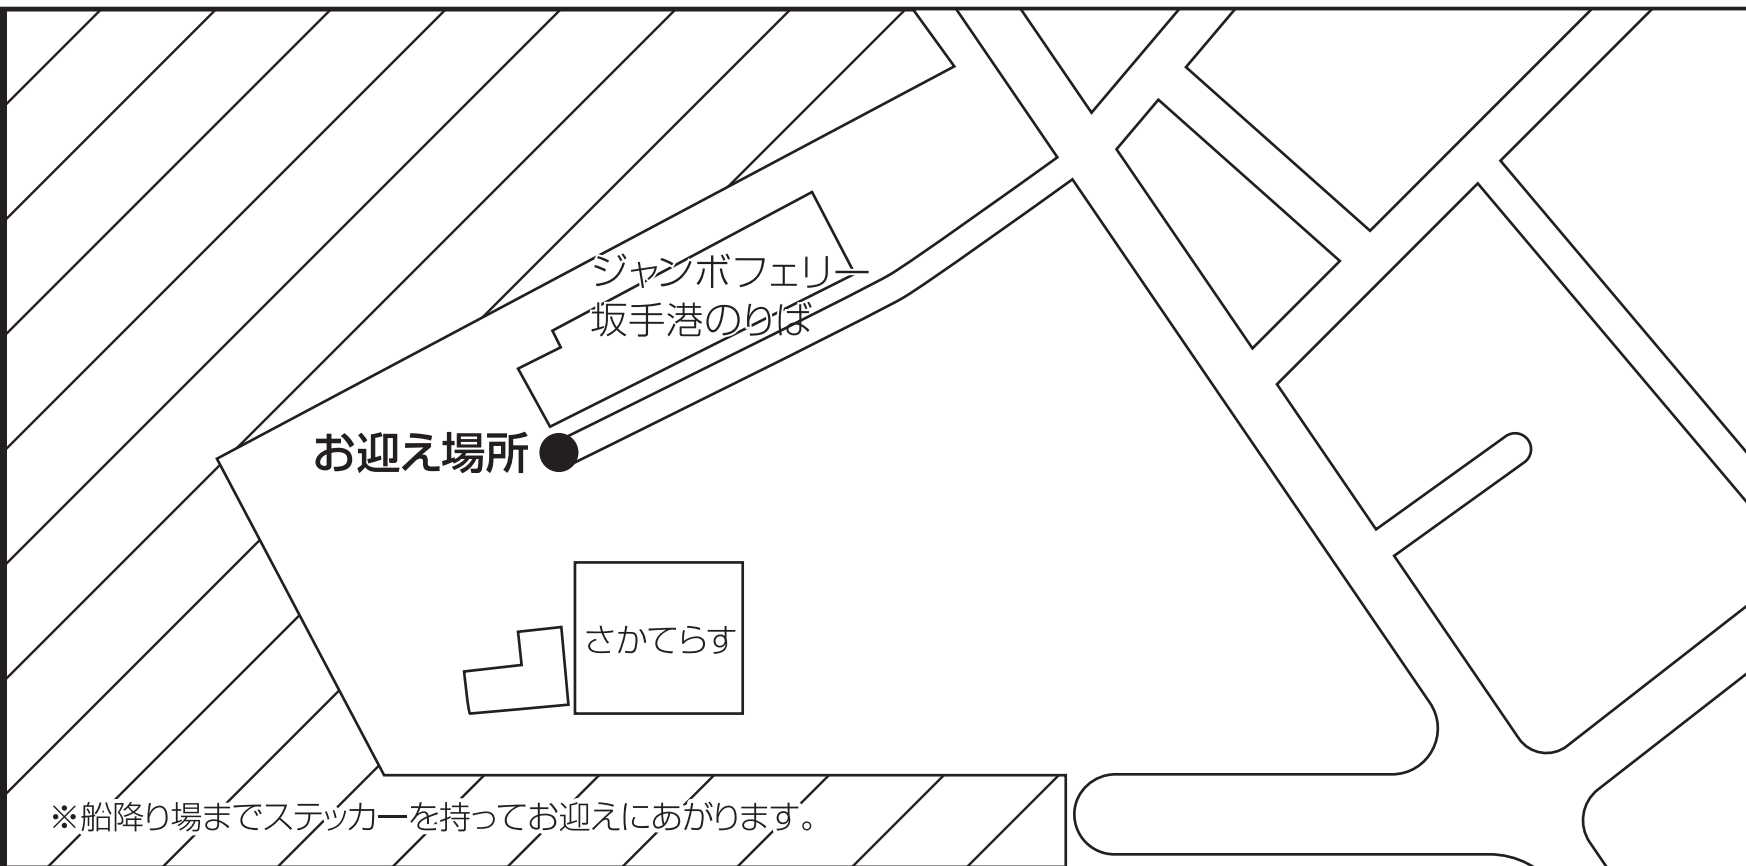 ジャンボフェリー
坂手港のりば
お迎え場所
さかてらす
※船降り場までステッカーを持ってお迎えにあがります。